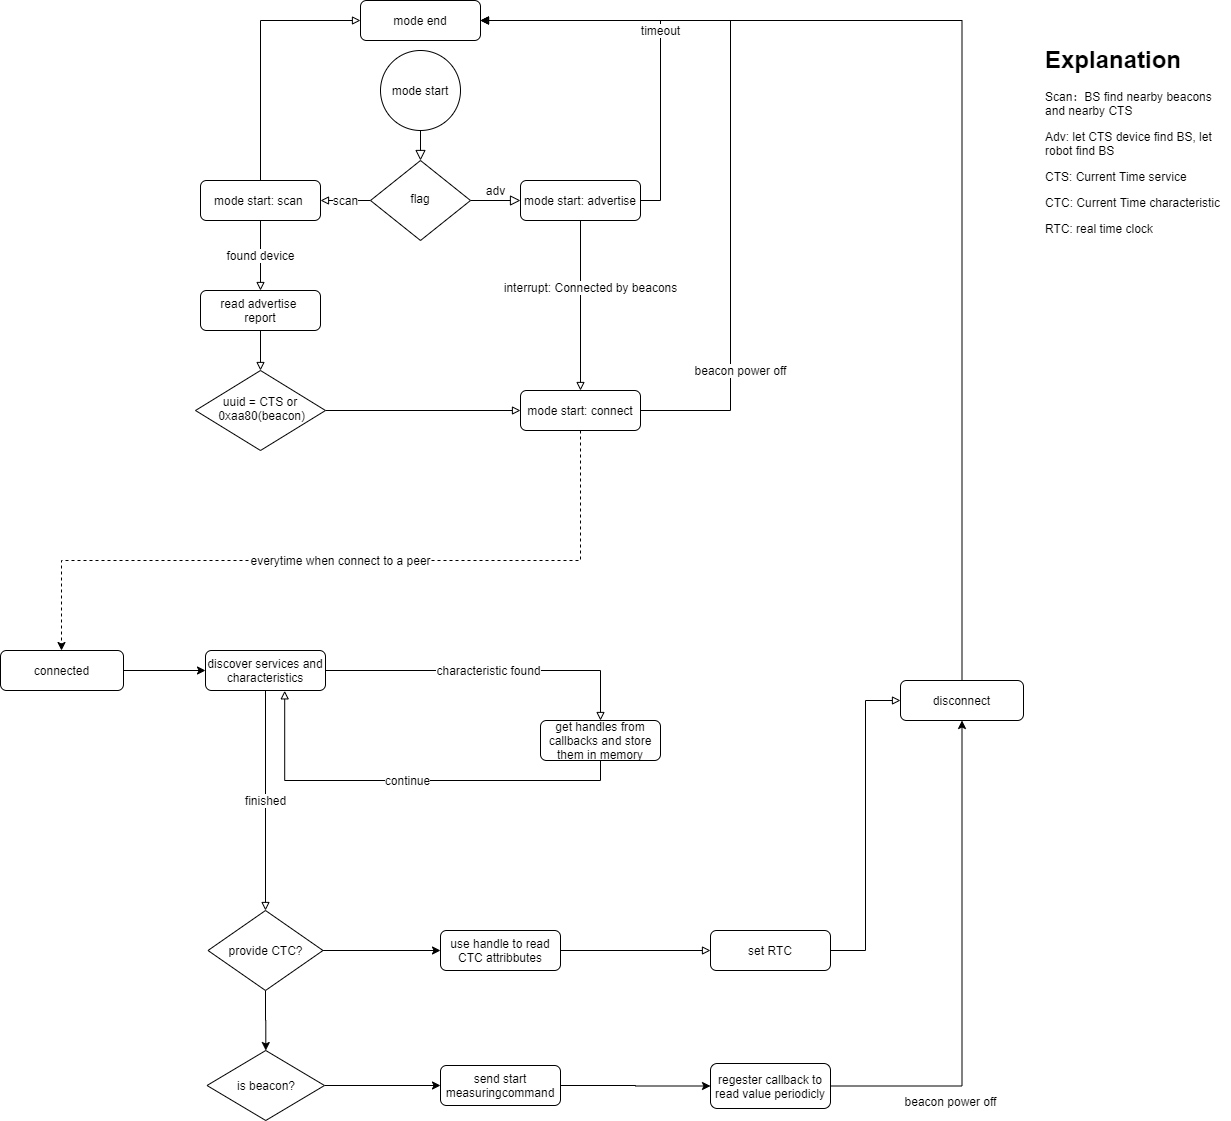 mode end
timeout
mode start
Explanation
Scan： BS find nearby beacons
and nearby CTS
Adv: let CTS device find BS, let
robot find BS
CTS: Current Time service
CTC: Current Time characteristic
RTC: real time clock
mode start: scan
scan
flag
adv
mode start: advertise
found device
interrupt: Connected by beacons
read advertise
report
beacon power off
uuid = CTS or
0xaa80(beacon)
mode start: connect
everytime when connect to a peer
connected
discover services and
characteristics
characteristic found
disconnect
get handles from
callbacks and store
them in memory
continue
finished
provide CTC?
use handle to read
CTC attribbutes
set RTC
is beacon?
send start
measuringcommand
regester callback to
read value periodicly
beacon power off